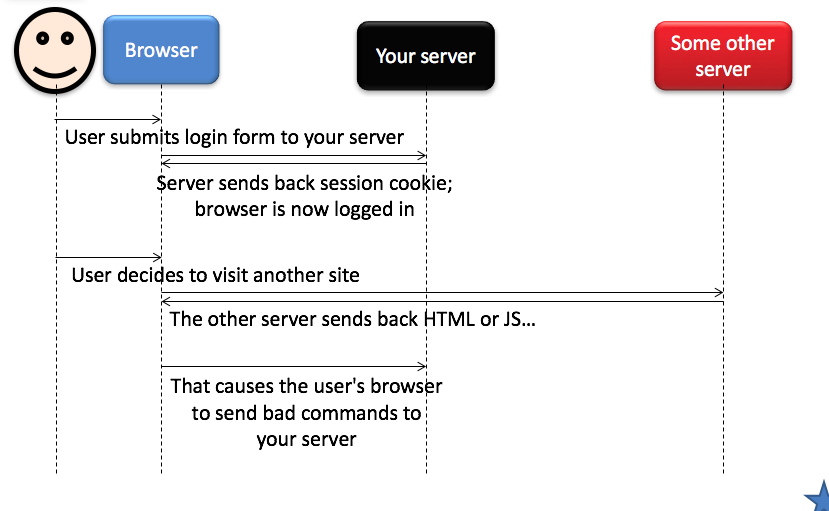 Browser
Your server
Some other
server
User submits login form to your server
Server sends back session cookie;
browser is now logged in
User decides to visit another site
The other server sends back HTML or JS...
That causes the user's browser
to send bad commands to
your server